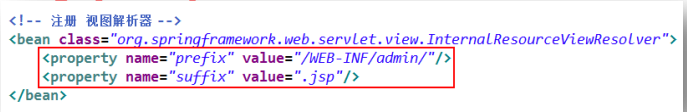 <!-- 注册 视图解析器 -->
<bean class="org.springframework.web.servlet.view.InternalResourceViewResolver">
<property name="prefix" value="/WEB-INF/admin/"/>
<property name="suffix" value=".jsp"/>
</bean>